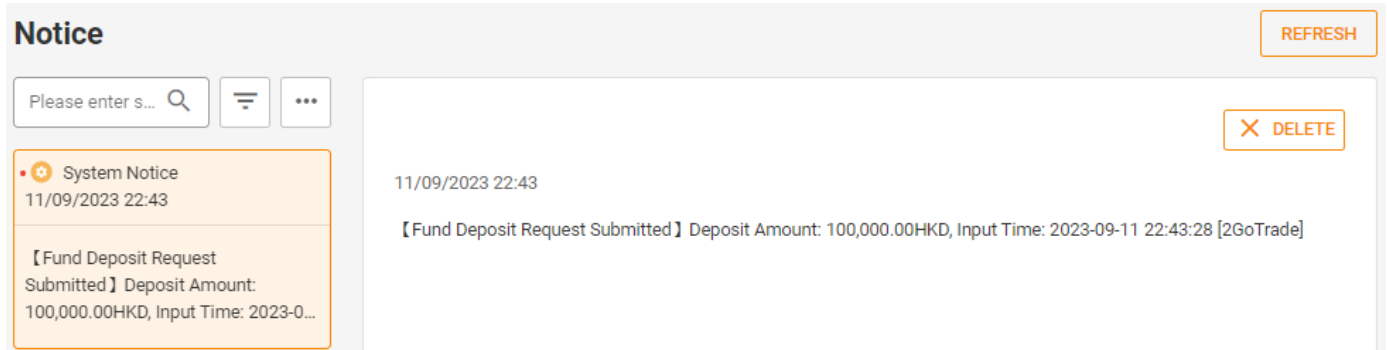 Notice
REFRESH
Please enter s...
DELETE
System Notice
11/09/2023 22:43
【Fund Deposit Request
Submitted】Deposit Amount:
100,000.00HKD, Input Time: 2023-0...
11/09/2023 22:43
【Fund Deposit Request Submitted】Deposit Amount: 100,000.00HKD, Input Time: 2023-09-11 22:43:28 [2GoTrade]